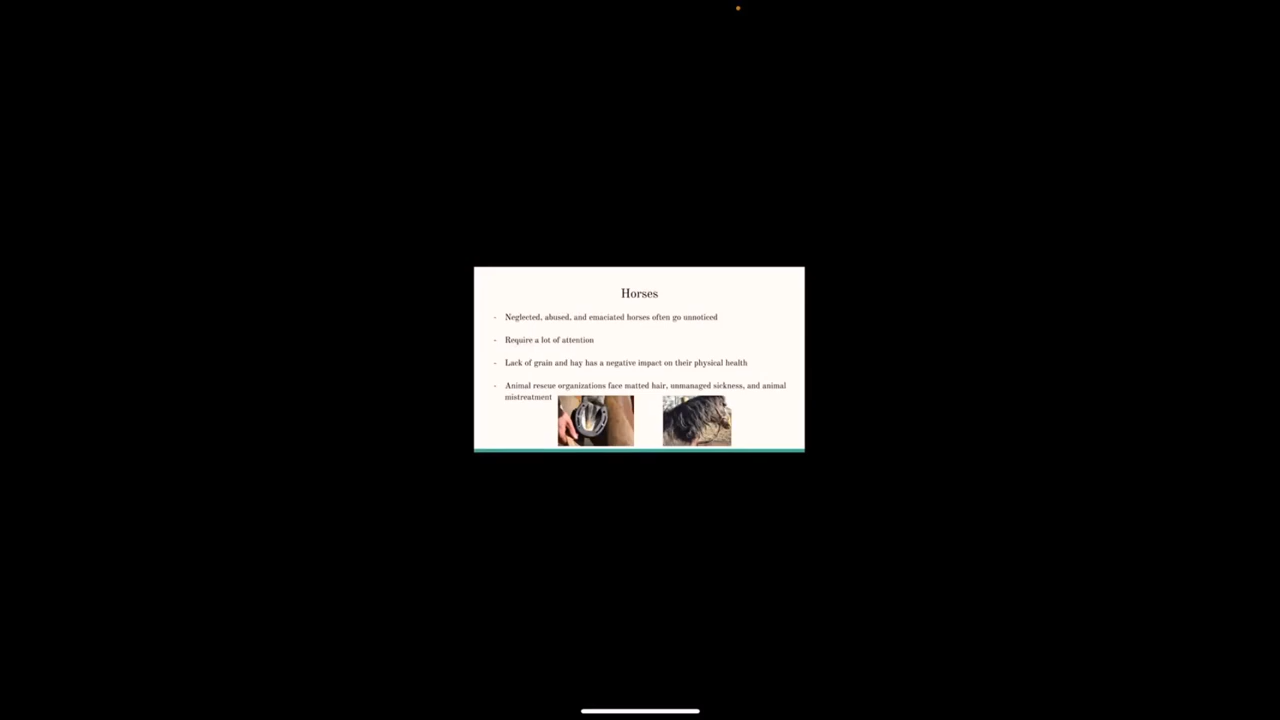 Horses
- Neglected, abused, and emaciated horses often go unnoticed
- Require a lot of attention
- Lack of grain and hay has a negative impact on their physical health
- Animal rescue organizations face matted hair, unmanaged sickness, and animal
mistreatment